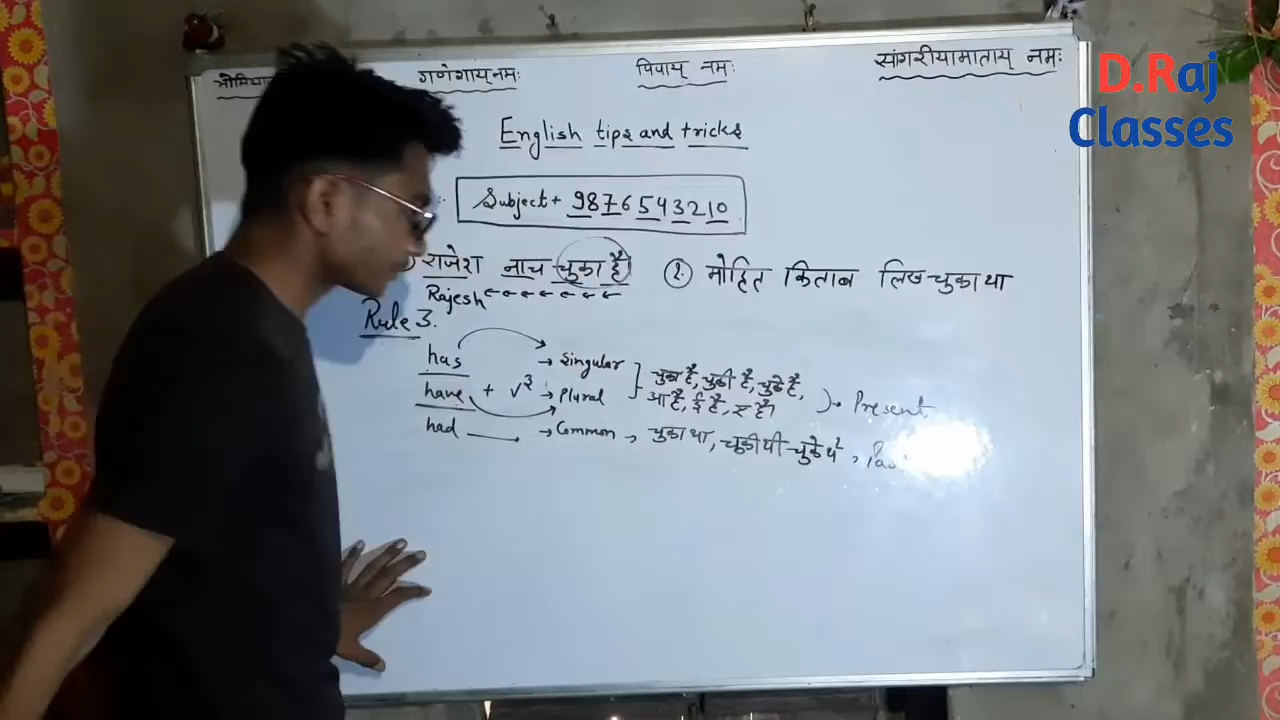 गणेशाय् नमः पिवाय् नमः सांगरीयामाताय् नमः
D.Raj
Classes
English tips and tricks
Subject + 9876543210
राजेश नाच चुका है। 2. मोहित किताब लिख चुका था
Rajesh
Rule 3.
has → Singular चुका है, चुकी है, चुके है,
have + V3 → Plural आ है, ई है, ए है। Present
had → Common, चुका था, चुकी थी चुके थे,